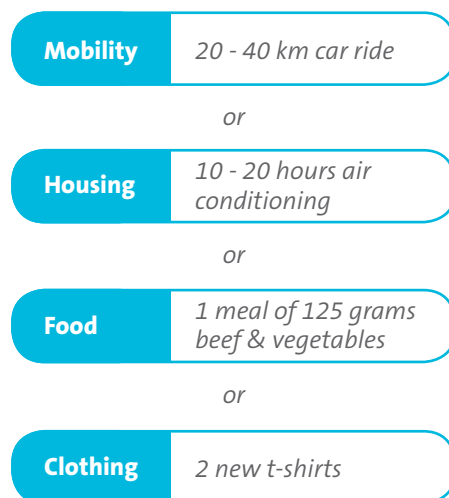 Mobility 20 - 40 km car ride
or
Housing 10 - 20 hours air
conditioning
or
Food 1 meal of 125 grams
beef & vegetables
or
Clothing 2 new t-shirts